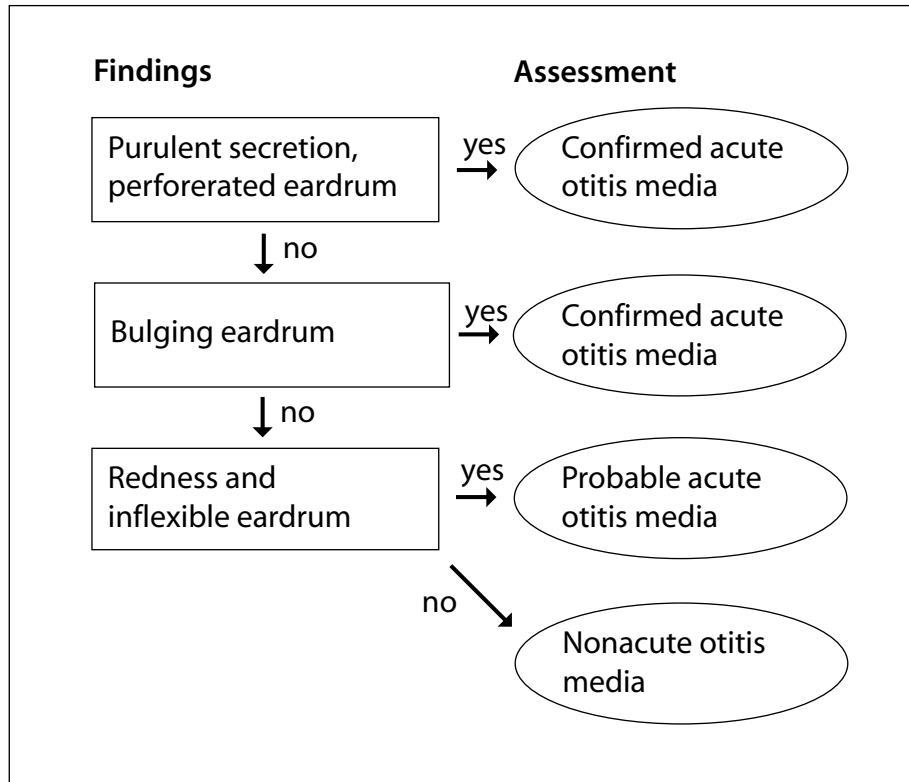 Findings
Assessment
Purulent secretion,
perforerated eardrum
yes
Confirmed acute
otitis media
no
Bulging eardrum
yes
Confirmed acute
otitis media
no
Redness and
inflexible eardrum
yes
Probable acute
otitis media
no
Nonacute otitis
media